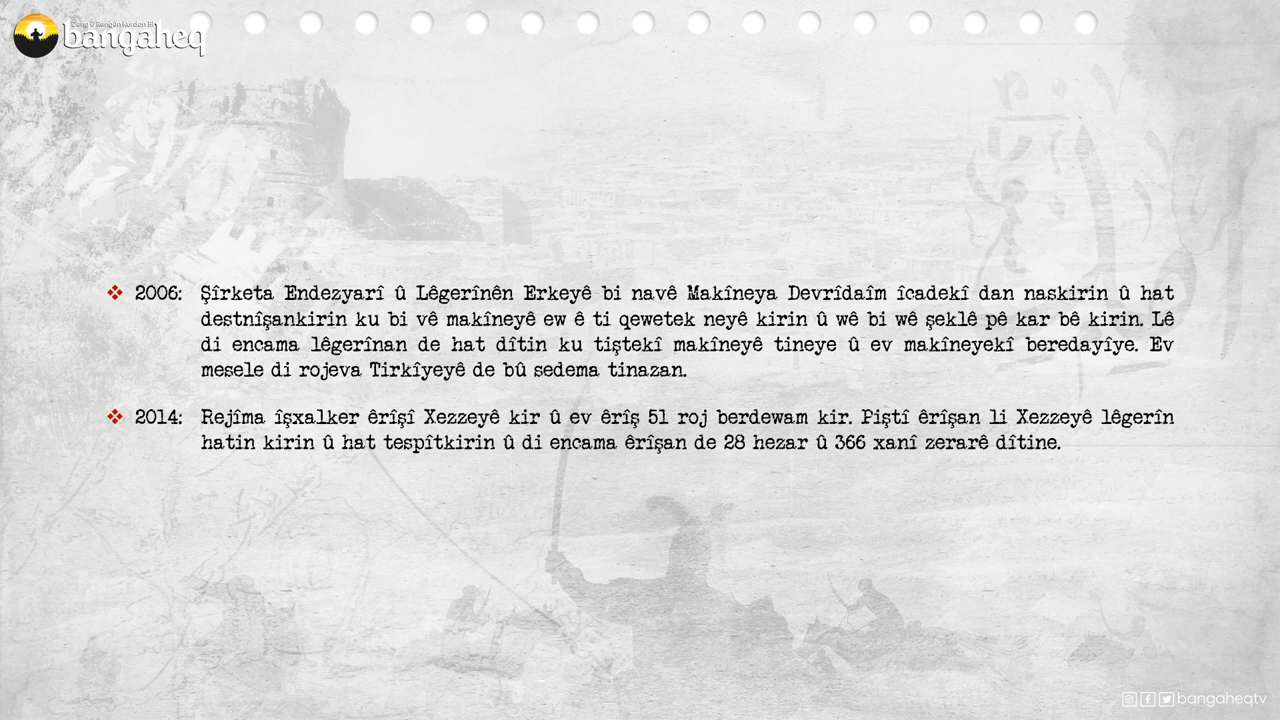 Deng û Rengên Kurdan Bi
bangaheq
2006: Şîrketa Endezyarî û Lêgerînên Erkeyê bi navê Makîneya Devrîdaîm îcadekî dan naskirin û hat
destnîşankirin ku bi vê makîneyê ew ê ti qewetek neyê kirin û wê bi wê şeklê pê kar bê kirin. Lê
di encama lêgerînan de hat dîtin ku tiştekî makîneyê tineye û ev makîneyekî beredayîye. Ev
mesele di rojeva Tirkîyeyê de bû sedema tinazan.
2014: Rejîma îşxalker êrîşî Xezzeyê kir û ev êrîş 51 roj berdewam kir. Piştî êrîşan li Xezzeyê lêgerîn
hatin kirin û hat tespîtkirin û di encama êrîşan de 28 hezar û 366 xanî zerarê dîtine.
bangaheqtv